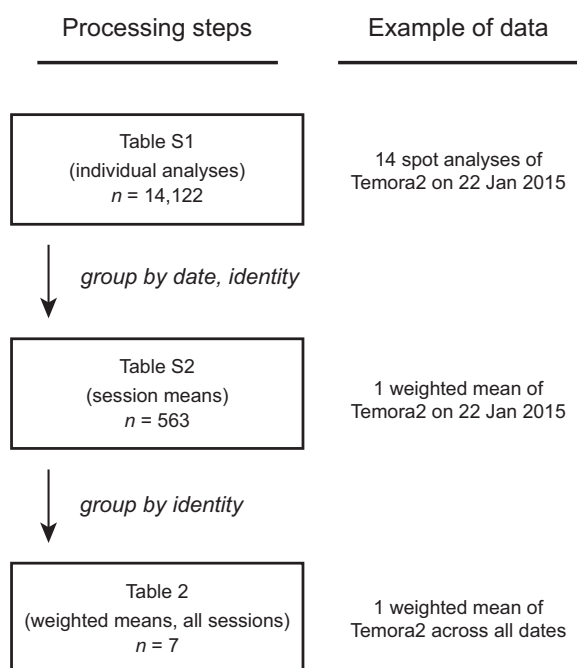 Processing steps
Example of data
Table S1
(individual analyses)
n = 14,122
14 spot analyses of
Temora2 on 22 Jan 2015
group by date, identity
Table S2
(session means)
n = 563
1 weighted mean of
Temora2 on 22 Jan 2015
group by identity
Table 2
(weighted means, all sessions)
n = 7
1 weighted mean of
Temora2 across all dates